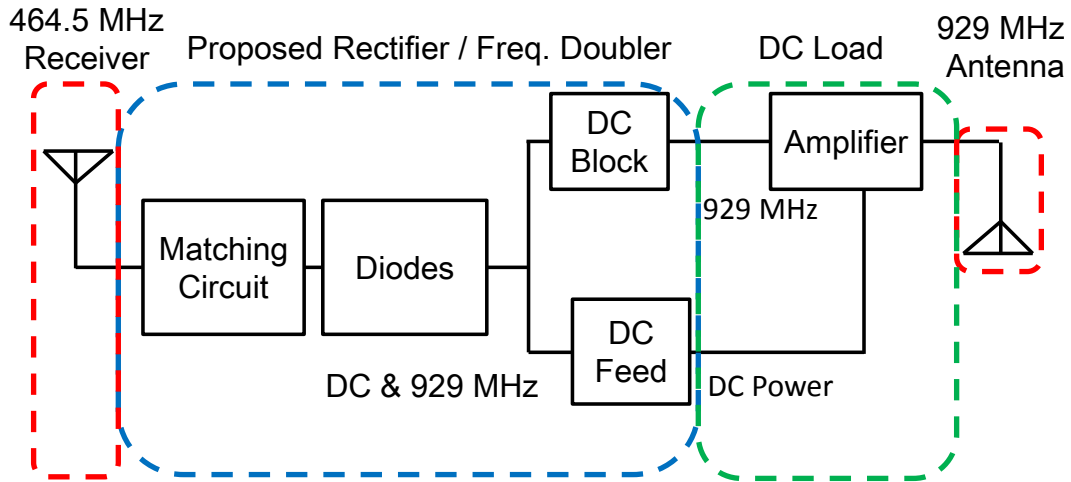 464.5 MHz
Receiver
Proposed Rectifier / Freq. Doubler
DC Load
929 MHz
Antenna
DC
Block
Amplifier
929 MHz
Matching
Circuit
Diodes
DC
Feed
DC & 929 MHz
DC Power